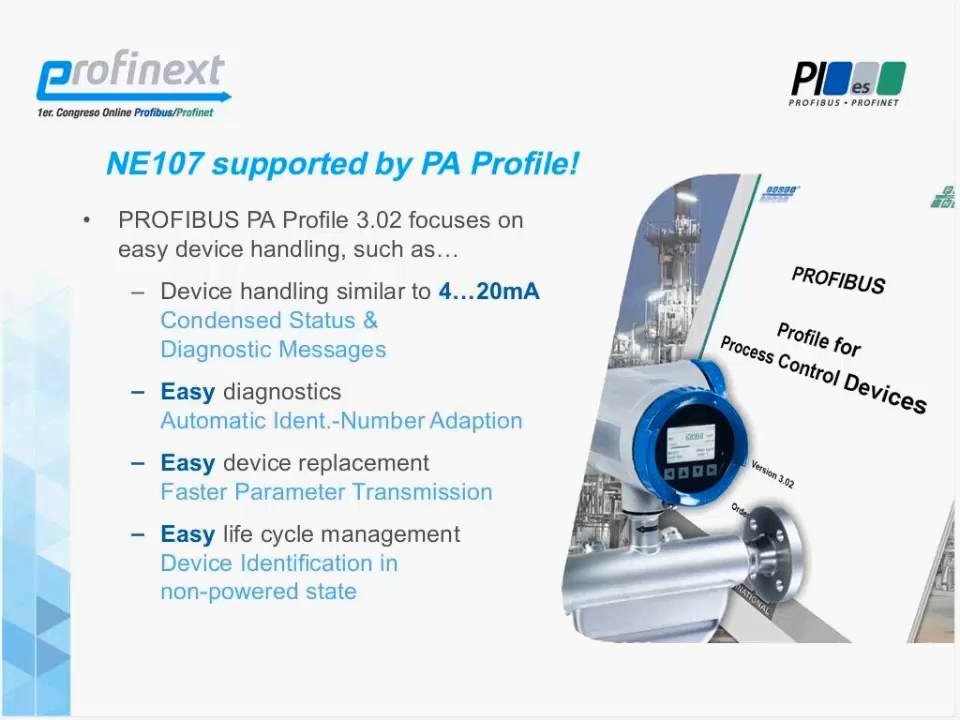 profinext
1er. Congreso Online Profibus/Profinet
PI es
PROFIBUS • PROFINET
NE107 supported by PA Profile!
• PROFIBUS PA Profile 3.02 focuses on
easy device handling, such as…
– Device handling similar to 4…20mA
Condensed Status &
Diagnostic Messages
– Easy diagnostics
Automatic Ident.-Number Adaption
– Easy device replacement
Faster Parameter Transmission
– Easy life cycle management
Device Identification in
non-powered state
PROFIBUS
Profile for
Process Control Devices
Version 3.02